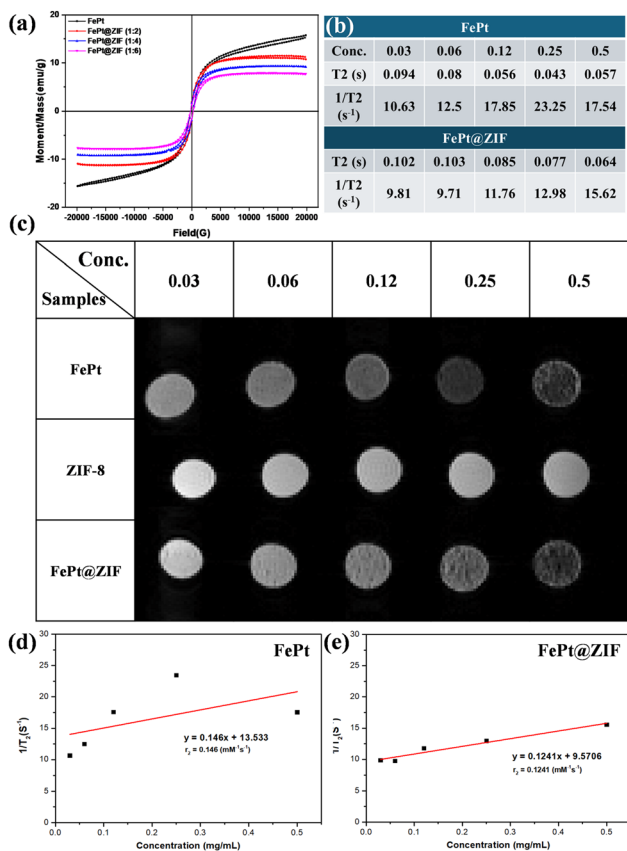 (a)
FePt
FePt@ZIF (1:2)
FePt@ZIF (1:4)
FePt@ZIF (1:6)
Moment/Mass(emu/g)
20
10
0
-10
-20
-20000 -15000 -10000 -5000 0 5000 10000 15000 20000
Field(G)
(b)
FePt
Conc. 0.03 0.06 0.12 0.25 0.5
T2 (s) 0.094 0.08 0.056 0.043 0.057
1/T2 (s-1) 10.63 12.5 17.85 23.25 17.54
FePt@ZIF
T2 (s) 0.102 0.103 0.085 0.077 0.064
1/T2 (s-1) 9.81 9.71 11.76 12.98 15.62
(c)
Conc.
Samples
0.03 0.06 0.12 0.25 0.5
FePt
ZIF-8
FePt@ZIF
(d)
FePt
1/T2(S-1)
30
25
20
15
10
5
0
y = 0.146x + 13.533
r2 = 0.146 (mM-1s-1)
0.0 0.1 0.2 0.3 0.4 0.5
Concentration (mg/mL)
(e)
FePt@ZIF
1/T2(S-1)
30
25
20
15
10
5
0
y = 0.1241x + 9.5706
r2 = 0.1241 (mM-1s-1)
0.0 0.1 0.2 0.3 0.4 0.5
Concentration (mg/mL)